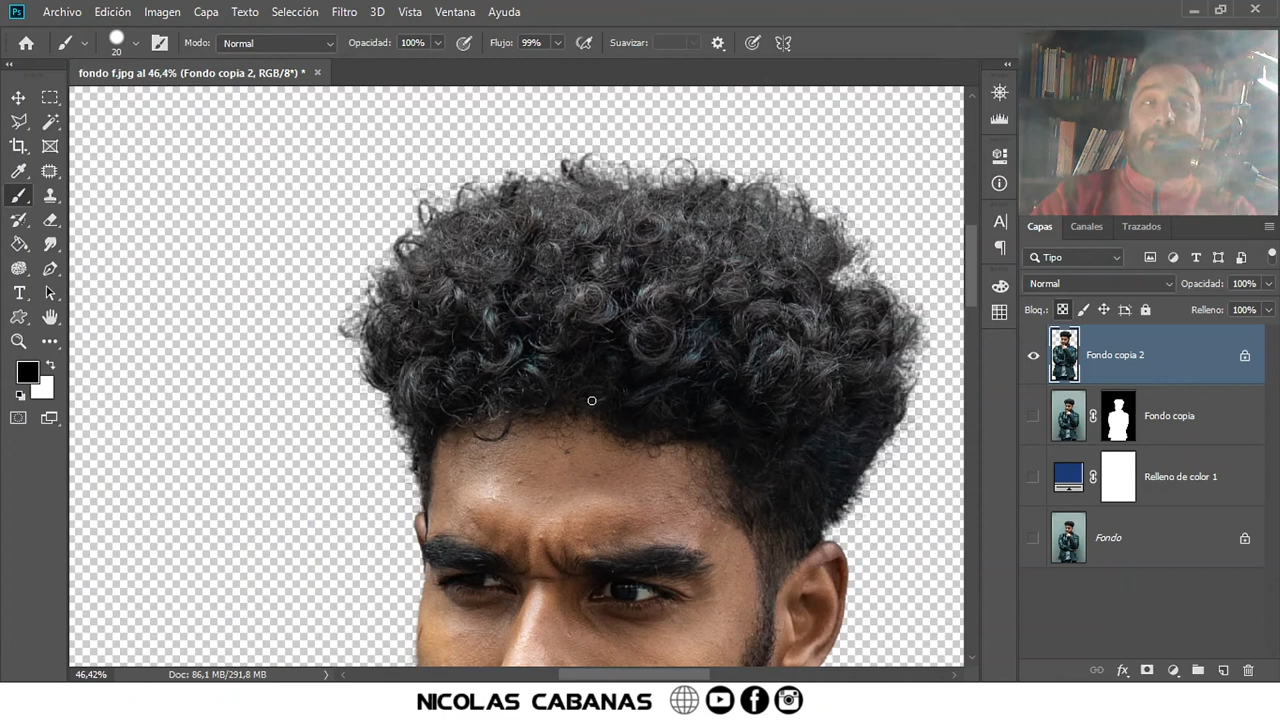 Ps Archivo Edición Imagen Capa Texto Selección Filtro 3D Vista Ventana Ayuda
20 Modo: Normal Opacidad: 100% Flujo: 99% Suavizar:
fondo f.jpg al 46,4% (Fondo copia 2, RGB/8*) *
Capas Canales Trazados
Tipo
Normal Opacidad: 100%
Bloq.: Relleno: 100%
Fondo copia 2
Fondo copia
Relleno de color 1
Fondo
46,42% Doc: 86,1 MB/291,8 MB
NICOLAS CABANAS